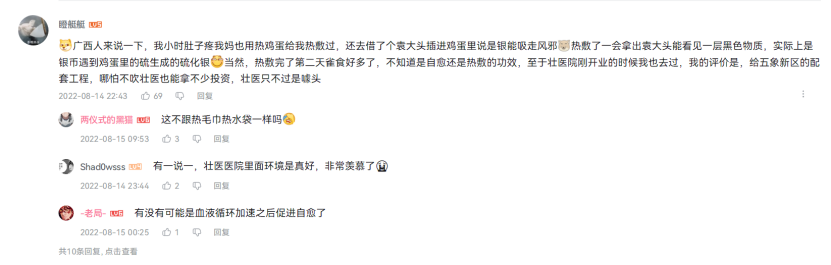 瞪艇艇 LV5
广西人来说一下，我小时肚子疼我妈也用热鸡蛋给我热敷过，还去借了个袁大头插进鸡蛋里说是银能吸走风邪热敷了一会拿出袁大头能看见一层黑色物质，实际上是
银币遇到鸡蛋里的硫生成的硫化银当然，热敷完了第二天雀食好多了，不知道是自愈还是热敷的功效，至于壮医院刚开业的时候我也去过，我的评价是，给五象新区的配
套工程，哪怕不吹壮医也能拿不少投资，壮医只不过是噱头
2022-08-14 22:43 69 回复
两仪式的黑猫 LV5 这不跟热毛巾热水袋一样吗
2022-08-15 09:53 3 回复
Shad0wsss 有一说一，壮医医院里面环境是真好，非常羡慕了
2022-08-14 23:44 2 回复
-老局- LV5 有没有可能是血液循环加速之后促进自愈了
2022-08-15 00:25 1 回复
共10条回复, 点击查看